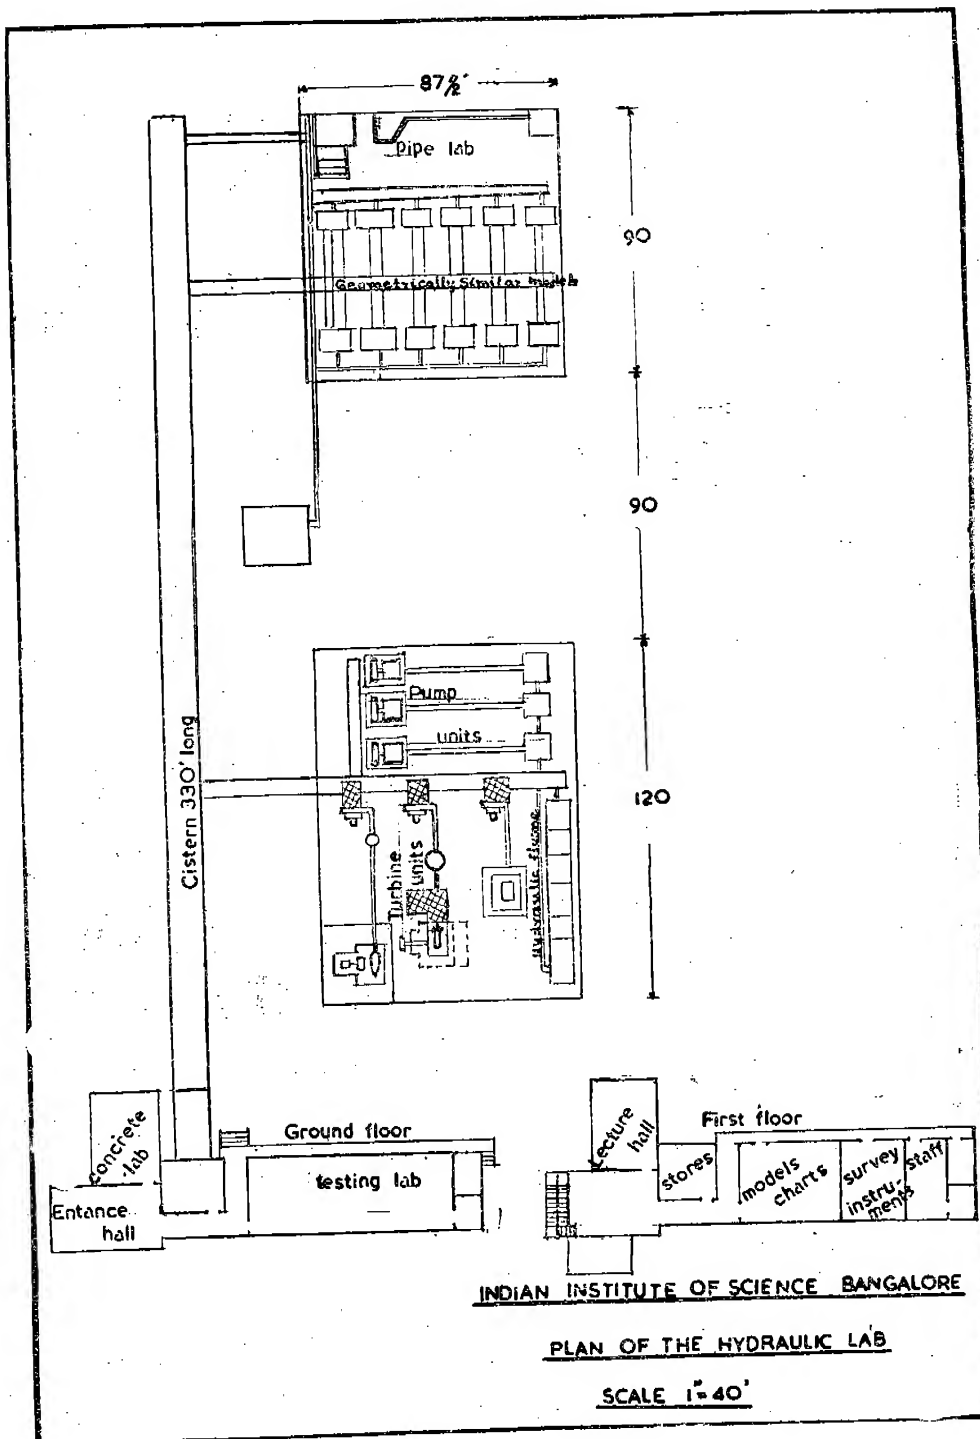 87½'
Pipe lab
90
Geometrically Similar models
90
Pump
units
120
Cistern 330' long
Turbine
units
Hydraulic flume
Concrete
lab
Ground floor
testing lab
Entance
hall
Lecture
hall
First floor
stores
models
charts
survey
instru-
ments
staff
INDIAN INSTITUTE OF SCIENCE BANGALORE
PLAN OF THE HYDRAULIC LAB
SCALE 1"=40'